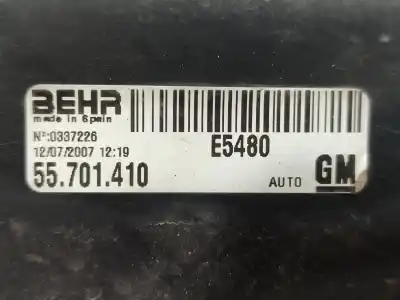 BEHR
made in Spain
Nº:0337226
12/07/2007 12:19
E5480
55.701.410
AUTO
GM